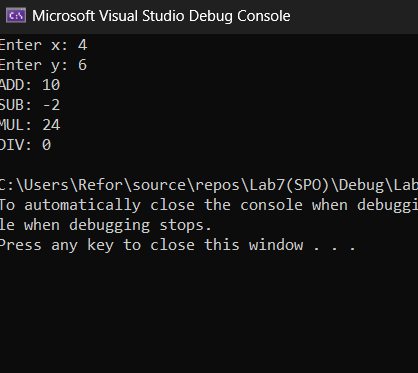 Microsoft Visual Studio Debug Console
Enter x: 4
Enter y: 6
ADD: 10
SUB: -2
MUL: 24
DIV: 0
C:\Users\Refor\source\repos\Lab7(SPO)\Debug\Lab
To automatically close the console when debuggi
le when debugging stops.
Press any key to close this window . . .